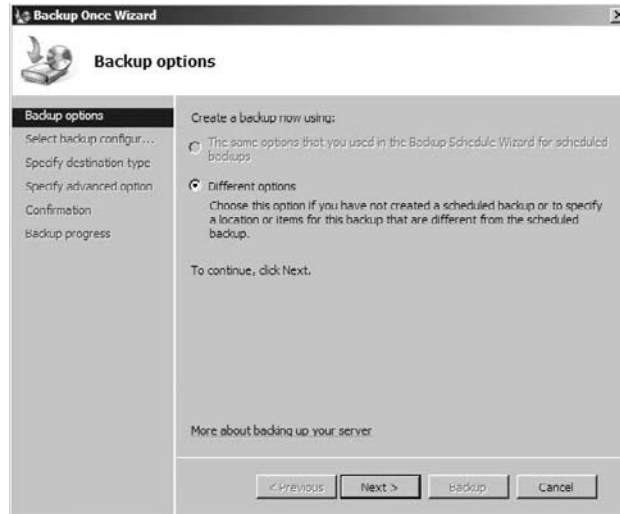 Backup Once Wizard
Backup options
Backup options
Select backup configur...
Specify destination type
Specify advanced option
Confirmation
Backup progress
Create a backup now using:
The same options that you used in the Backup Schedule Wizard for scheduled
backups
Different options
Choose this option if you have not created a scheduled backup or to specify
a location or items for this backup that are different from the scheduled
backup.
To continue, click Next.
More about backing up your server
< Previous
Next >
Backup
Cancel